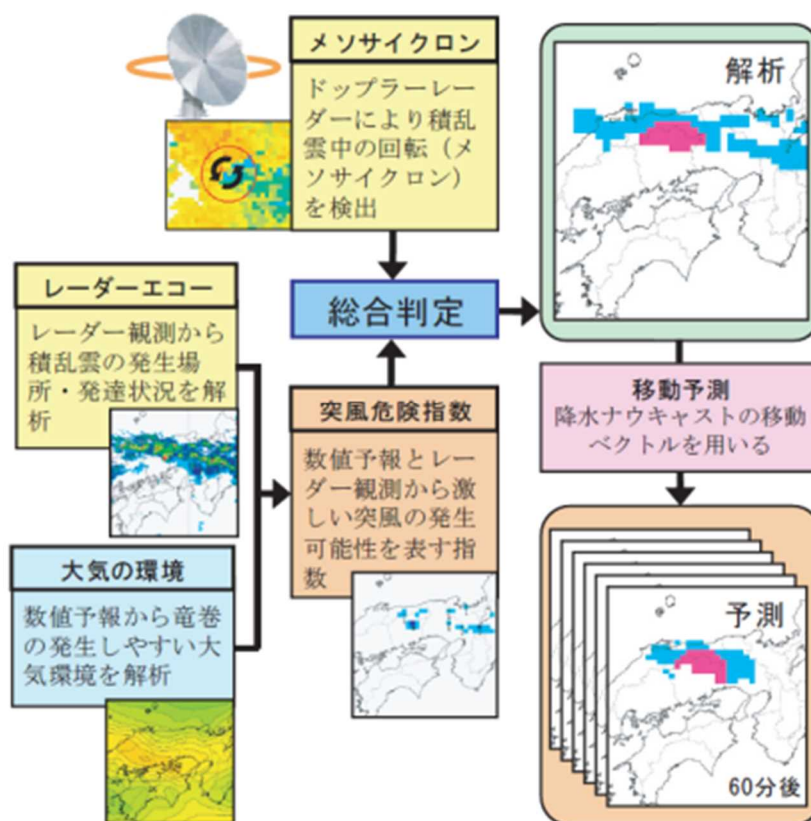 メソサイクロン
ドップラーレー
ダーにより積乱
雲中の回転（メ
ソサイクロン）
を検出
レーダーエコー
レーダー観測から
積乱雲の発生場
所・発達状況を解
析
大気の環境
数値予報から竜巻
の発生しやすい大
気環境を解析
突風危険指数
数値予報とレー
ダー観測から激
しい突風の発生
可能性を表す指
数
総合判定
解析
移動予測
降水ナウキャストの移動
ベクトルを用いる
予測
60分後